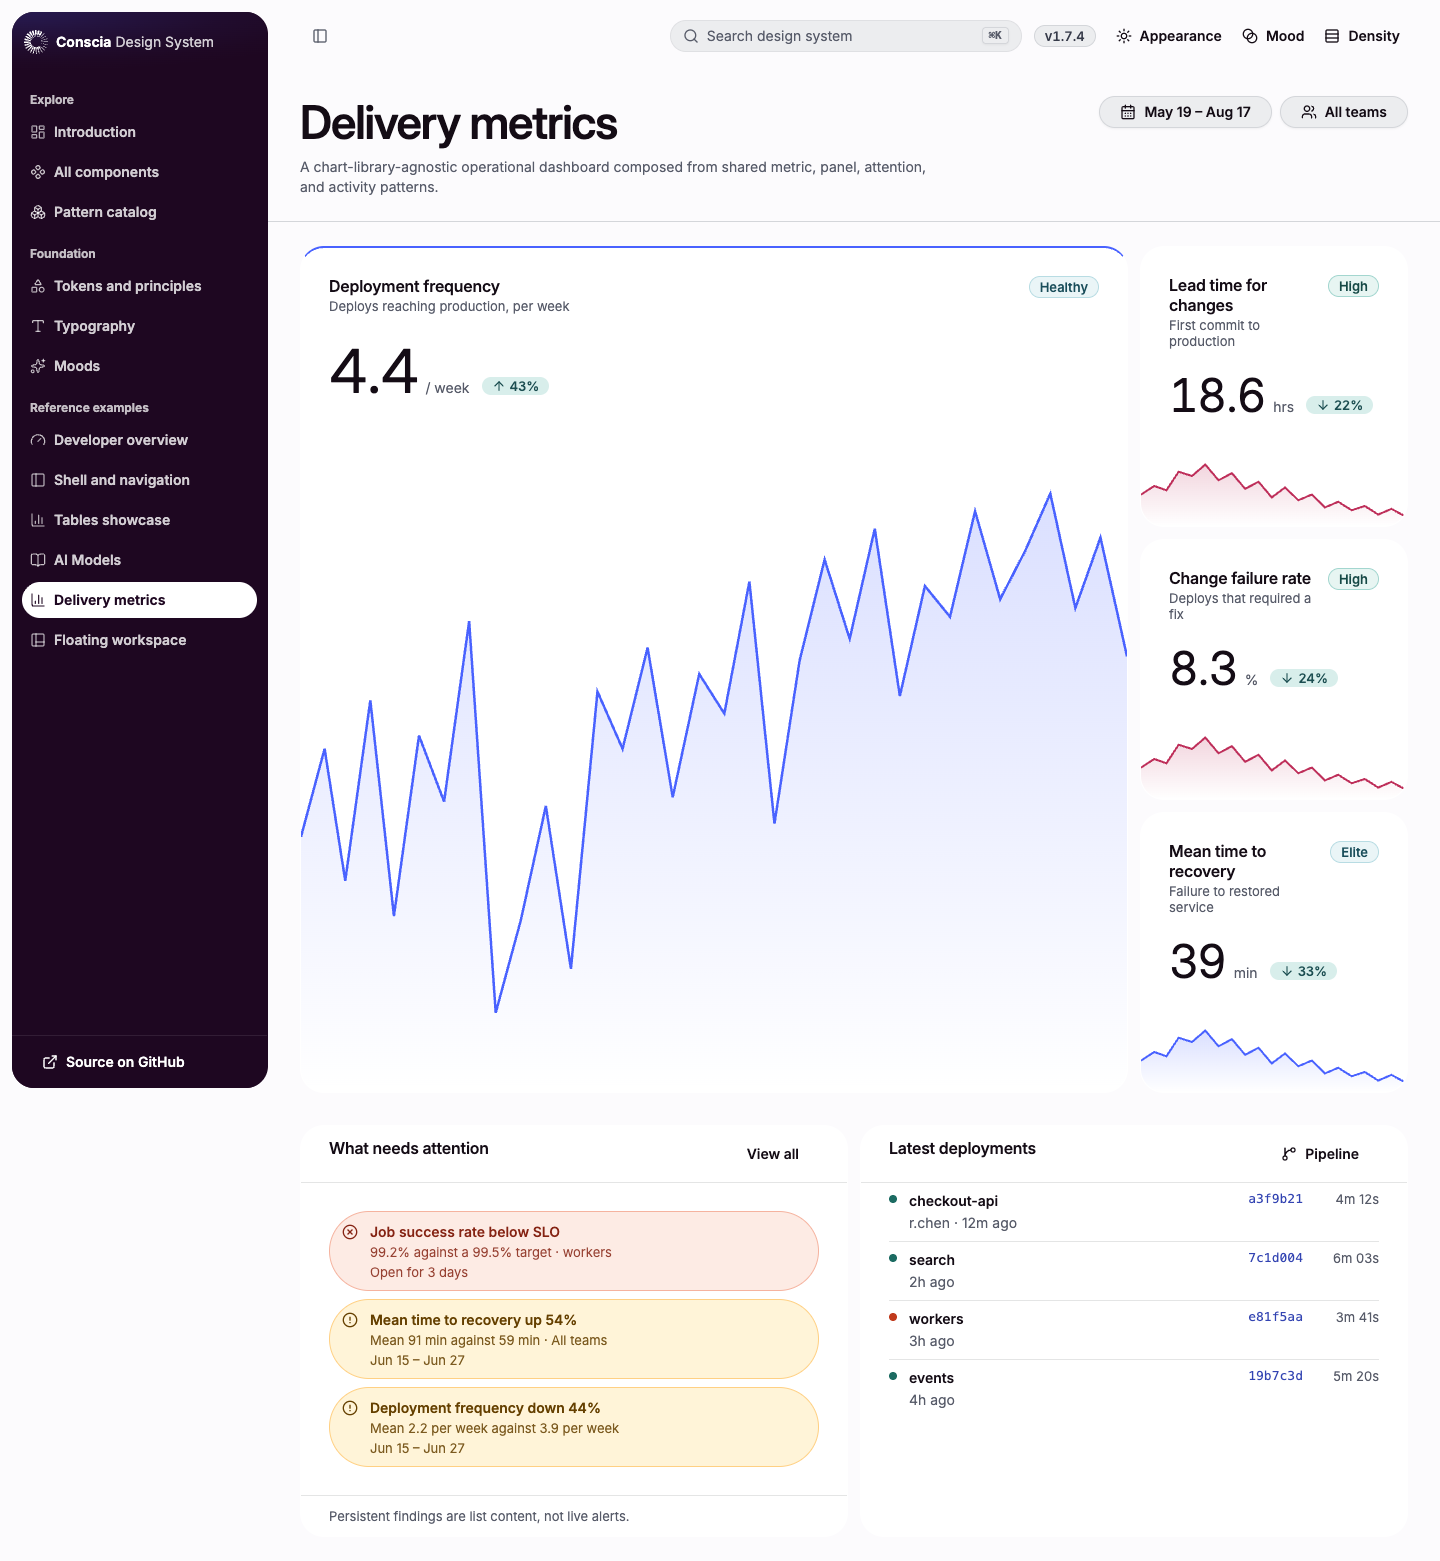 Conscia Design System
Search design system
⌘K
v1.7.4
Appearance
Mood
Density
Explore
Introduction
All components
Pattern catalog
Foundation
Tokens and principles
Typography
Moods
Reference examples
Developer overview
Shell and navigation
Tables showcase
AI Models
Delivery metrics
Floating workspace
Source on GitHub
Delivery metrics
A chart-library-agnostic operational dashboard composed from shared metric, panel, attention,
and activity patterns.
May 19 – Aug 17
All teams
Deployment frequency
Deploys reaching production, per week
Healthy
4.4 / week ↑ 43%
Lead time for
changes
First commit to
production
High
18.6 hrs ↓ 22%
Change failure rate
Deploys that required a
fix
High
8.3 % ↓ 24%
Mean time to
recovery
Failure to restored
service
Elite
39 min ↓ 33%
What needs attention
View all
Job success rate below SLO
99.2% against a 99.5% target · workers
Open for 3 days
Mean time to recovery up 54%
Mean 91 min against 59 min · All teams
Jun 15 – Jun 27
Deployment frequency down 44%
Mean 2.2 per week against 3.9 per week
Jun 15 – Jun 27
Persistent findings are list content, not live alerts.
Latest deployments
Pipeline
checkout-api a3f9b21 4m 12s
r.chen · 12m ago
search 7c1d004 6m 03s
2h ago
workers e81f5aa 3m 41s
3h ago
events 19b7c3d 5m 20s
4h ago